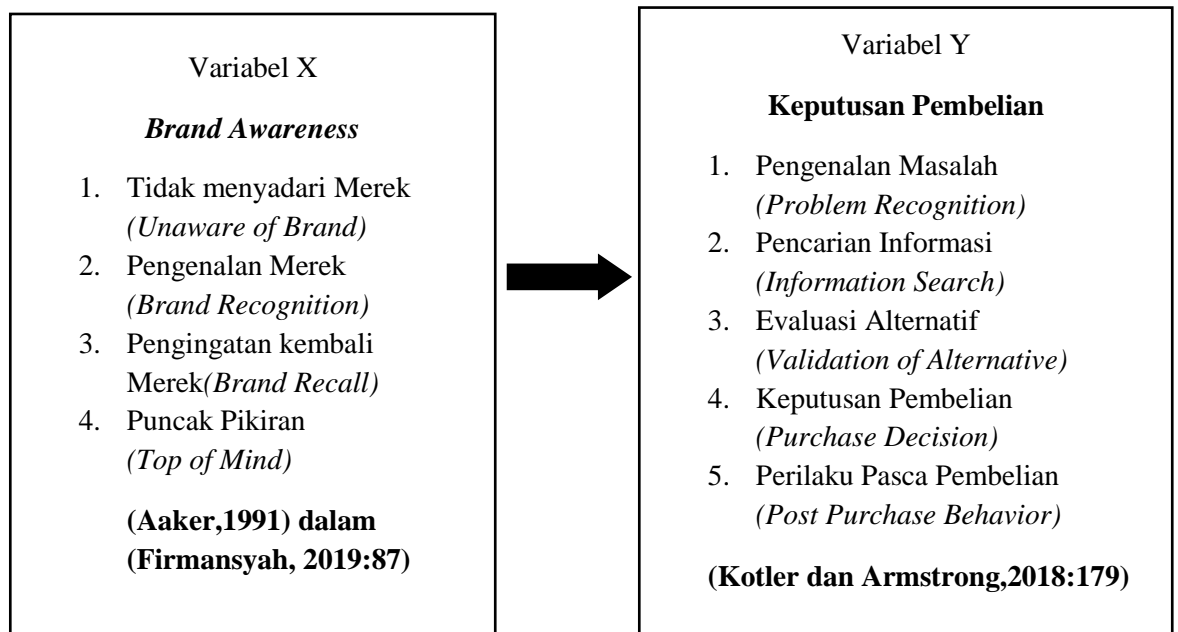 Variabel X
Brand Awareness
1. Tidak menyadari Merek
(Unaware of Brand)
2. Pengenalan Merek
(Brand Recognition)
3. Pengingatan kembali
Merek(Brand Recall)
4. Puncak Pikiran
(Top of Mind)
(Aaker,1991) dalam
(Firmansyah, 2019:87)
Variabel Y
Keputusan Pembelian
1. Pengenalan Masalah
(Problem Recognition)
2. Pencarian Informasi
(Information Search)
3. Evaluasi Alternatif
(Validation of Alternative)
4. Keputusan Pembelian
(Purchase Decision)
5. Perilaku Pasca Pembelian
(Post Purchase Behavior)
(Kotler dan Armstrong,2018:179)